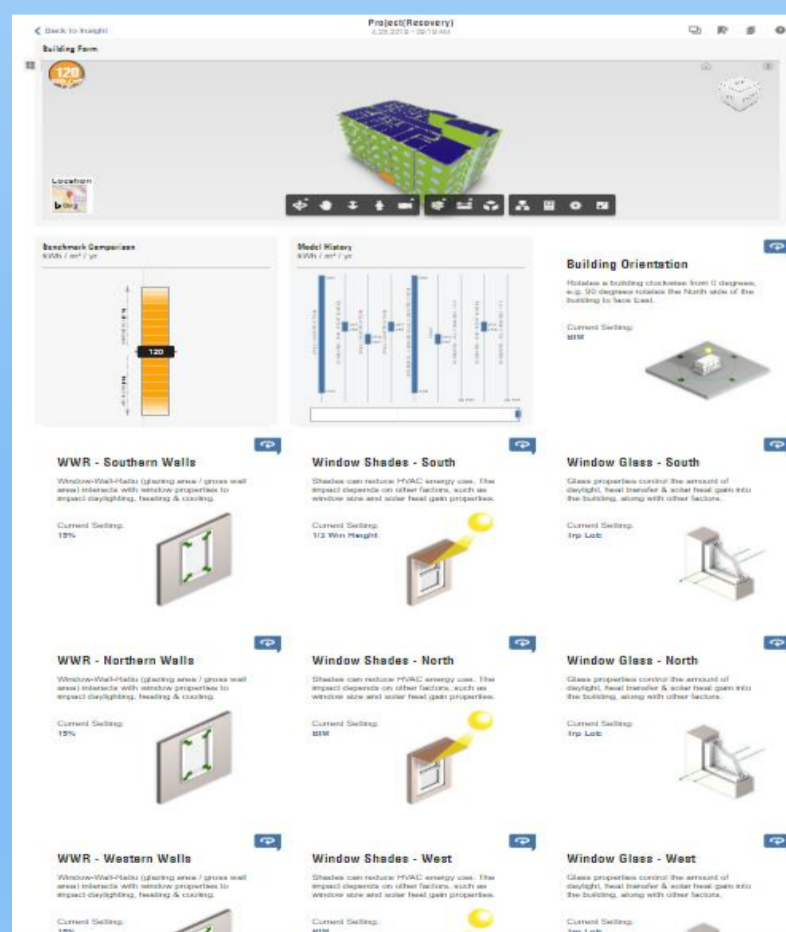 Back to Insight
Project(Recovery)
Building Form
120
Location
Bing
Benchmark Comparison
kWh / m² / yr
120
Model History
kWh / m² / yr
Building Orientation
Rotates a building clockwise from 0 degrees,
e.g. 90 degrees rotates the North side of the
building to face East.
Current Setting:
BIM
WWR - Southern Walls
Window-Wall-Ratio (glazing area / gross wall
area) interacts with window properties to
impact daylighting, heating & cooling.
Current Setting:
15%
Window Shades - South
Shades can reduce HVAC energy use. The
impact depends on other factors, such as
window size and solar heat gain properties.
Current Setting:
1/3 Win Height
Window Glass - South
Glass properties control the amount of
daylight, heat transfer & solar heat gain into
the building, along with other factors.
Current Setting:
Trp LoE
WWR - Northern Walls
Window-Wall-Ratio (glazing area / gross wall
area) interacts with window properties to
impact daylighting, heating & cooling.
Current Setting:
15%
Window Shades - North
Shades can reduce HVAC energy use. The
impact depends on other factors, such as
window size and solar heat gain properties.
Current Setting:
BIM
Window Glass - North
Glass properties control the amount of
daylight, heat transfer & solar heat gain into
the building, along with other factors.
Current Setting:
Trp LoE
WWR - Western Walls
Window-Wall-Ratio (glazing area / gross wall
area) interacts with window properties to
impact daylighting, heating & cooling.
Current Setting:
15%
Window Shades - West
Shades can reduce HVAC energy use. The
impact depends on other factors, such as
window size and solar heat gain properties.
Current Setting:
BIM
Window Glass - West
Glass properties control the amount of
daylight, heat transfer & solar heat gain into
the building, along with other factors.
Current Setting:
Trp LoE